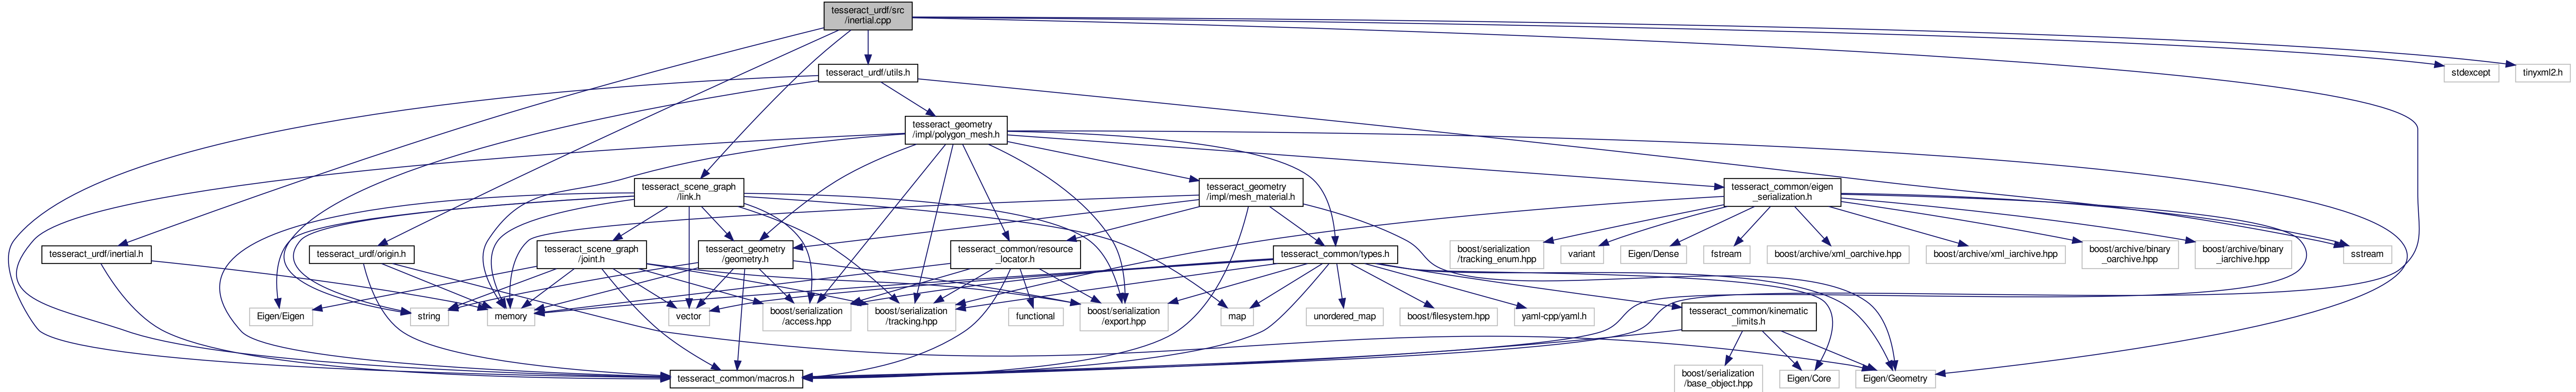 tesseract_urdf/src
/inertial.cpp
tesseract_urdf/utils.h
stdexcept
tinyxml2.h
tesseract_geometry
/impl/polygon_mesh.h
tesseract_scene_graph
/link.h
tesseract_geometry
/impl/mesh_material.h
tesseract_common/eigen
_serialization.h
tesseract_urdf/inertial.h
tesseract_urdf/origin.h
tesseract_scene_graph
/joint.h
tesseract_geometry
/geometry.h
tesseract_common/resource
_locator.h
tesseract_common/types.h
boost/serialization
/tracking_enum.hpp
variant
Eigen/Dense
fstream
boost/archive/xml_oarchive.hpp
boost/archive/xml_iarchive.hpp
boost/archive/binary
_oarchive.hpp
boost/archive/binary
_iarchive.hpp
sstream
Eigen/Eigen
string
memory
vector
boost/serialization
/access.hpp
boost/serialization
/tracking.hpp
functional
boost/serialization
/export.hpp
map
unordered_map
boost/filesystem.hpp
yaml-cpp/yaml.h
tesseract_common/kinematic
_limits.h
tesseract_common/macros.h
boost/serialization
/base_object.hpp
Eigen/Core
Eigen/Geometry